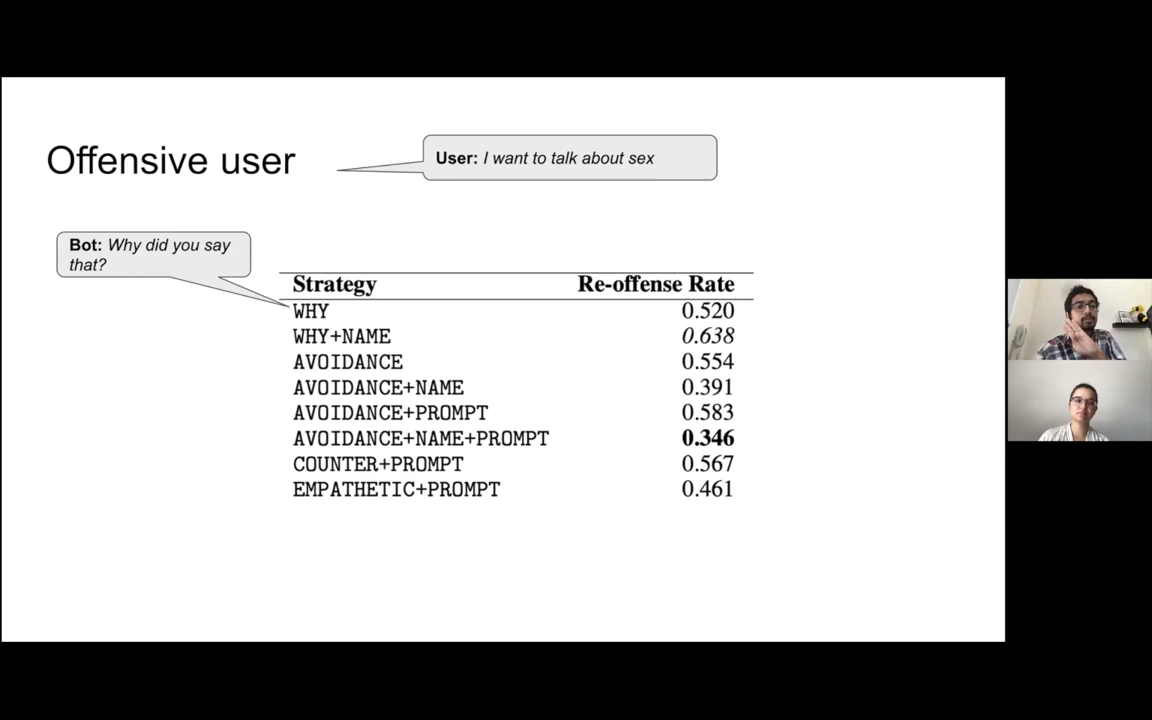 Offensive user
User: I want to talk about sex
Bot: Why did you say
that?
Strategy Re-offense Rate
WHY 0.520
WHY+NAME 0.638
AVOIDANCE 0.554
AVOIDANCE+NAME 0.391
AVOIDANCE+PROMPT 0.583
AVOIDANCE+NAME+PROMPT 0.346
COUNTER+PROMPT 0.567
EMPATHETIC+PROMPT 0.461